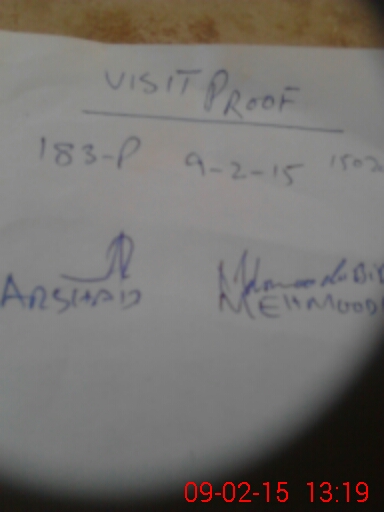 VISIT PROOF
183-P 9-2-15 1502
ARSHAD MEHMOOD
09-02-15 13:19